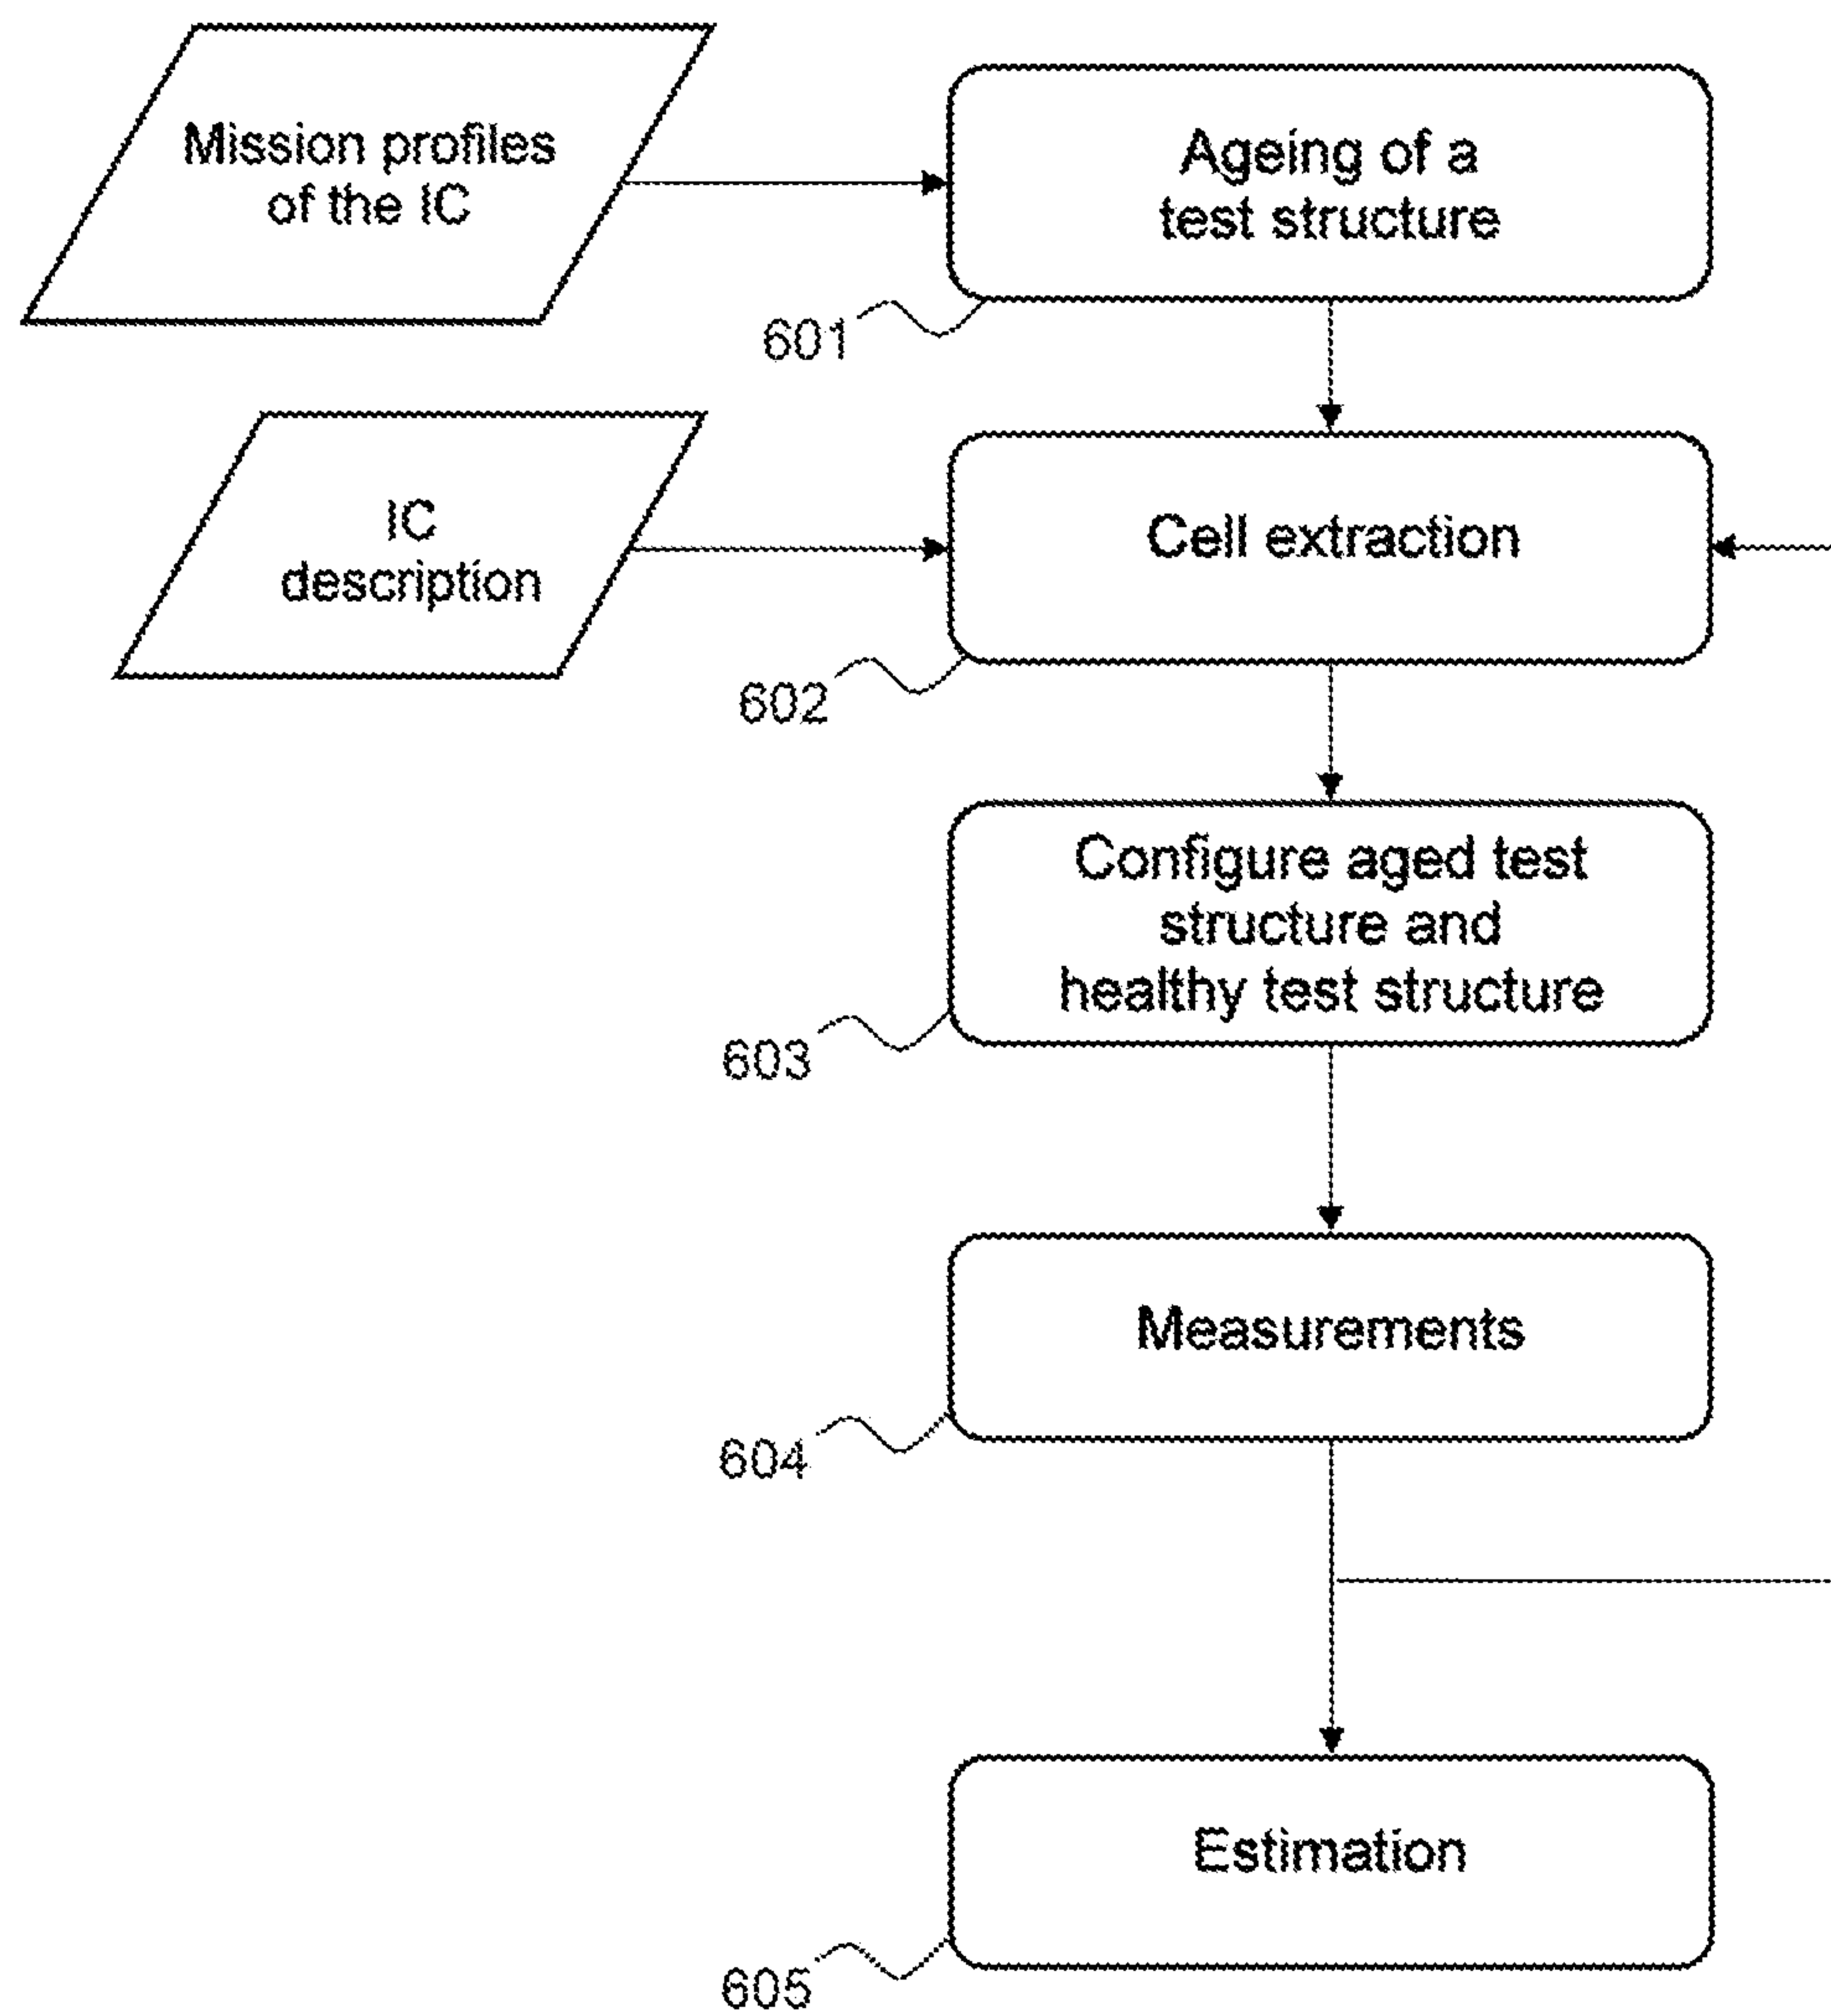 Mission profiles
of the IC
Ageing of a
test structure
601
IC
description
Cell extraction
602
Configure aged test
structure and
healthy test structure
603
Measurements
604
Estimation
605